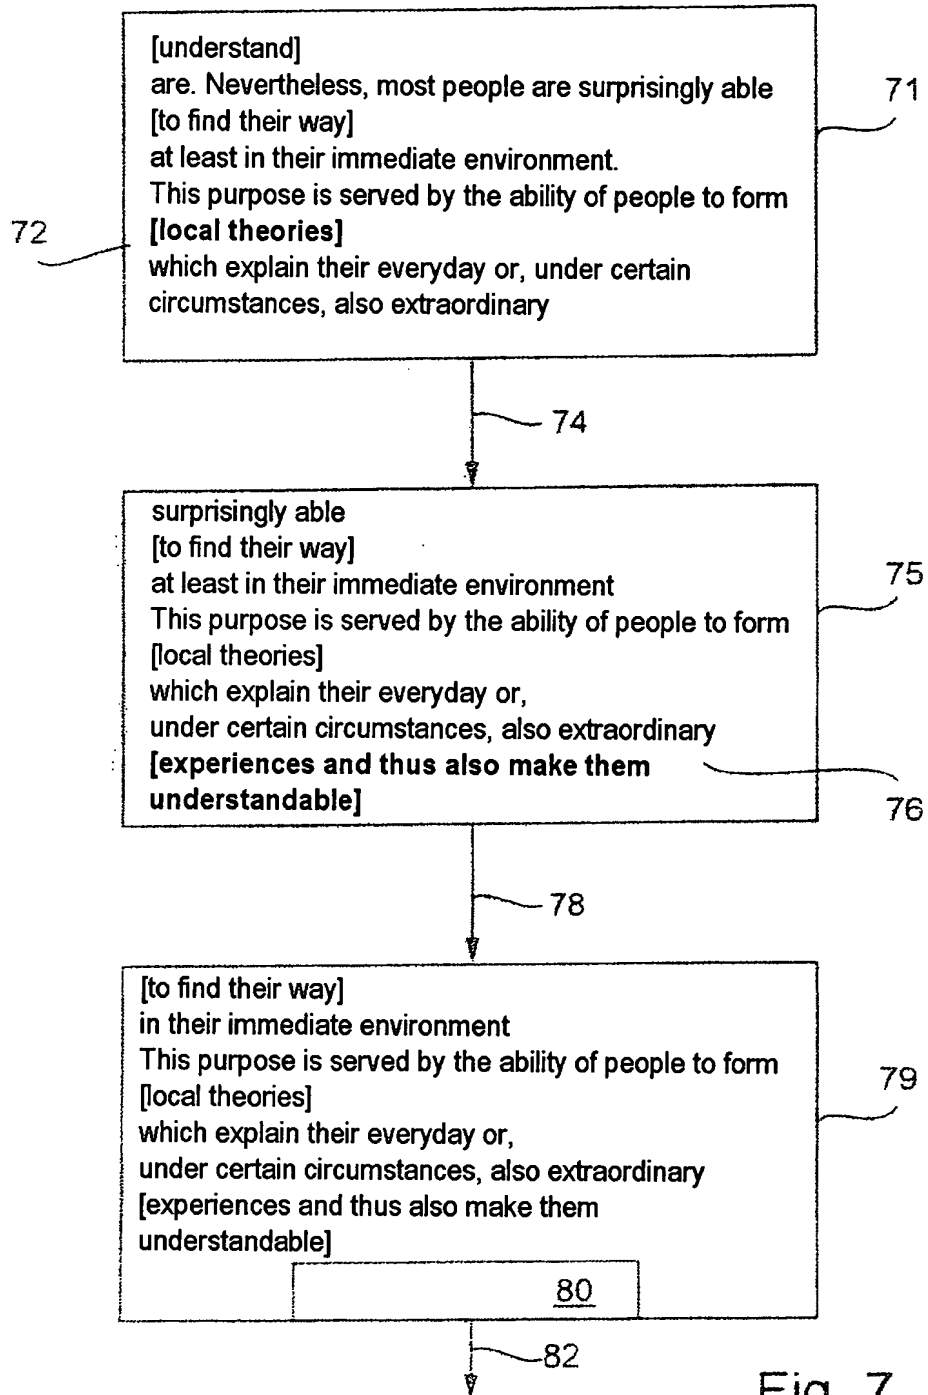 [understand]
are. Nevertheless, most people are surprisingly able
71
[to find their way]
at least in their immediate environment.
This purpose is served by the ability of people to form
72
[local theories]
which explain their everyday or, under certain
circumstances, also extraordinary
74
surprisingly able
[to find their way]
75
at least in their immediate environment
This purpose is served by the ability of people to form
[local theories]
which explain their everyday or,
under certain circumstances, also extraordinary
[experiences and thus also make them
understandable]
76
78
[to find their way]
in their immediate environment
This purpose is served by the ability of people to form
79
[local theories]
which explain their everyday or,
under certain circumstances, also extraordinary
[experiences and thus also make them
understandable]
80
82
Fig. 7